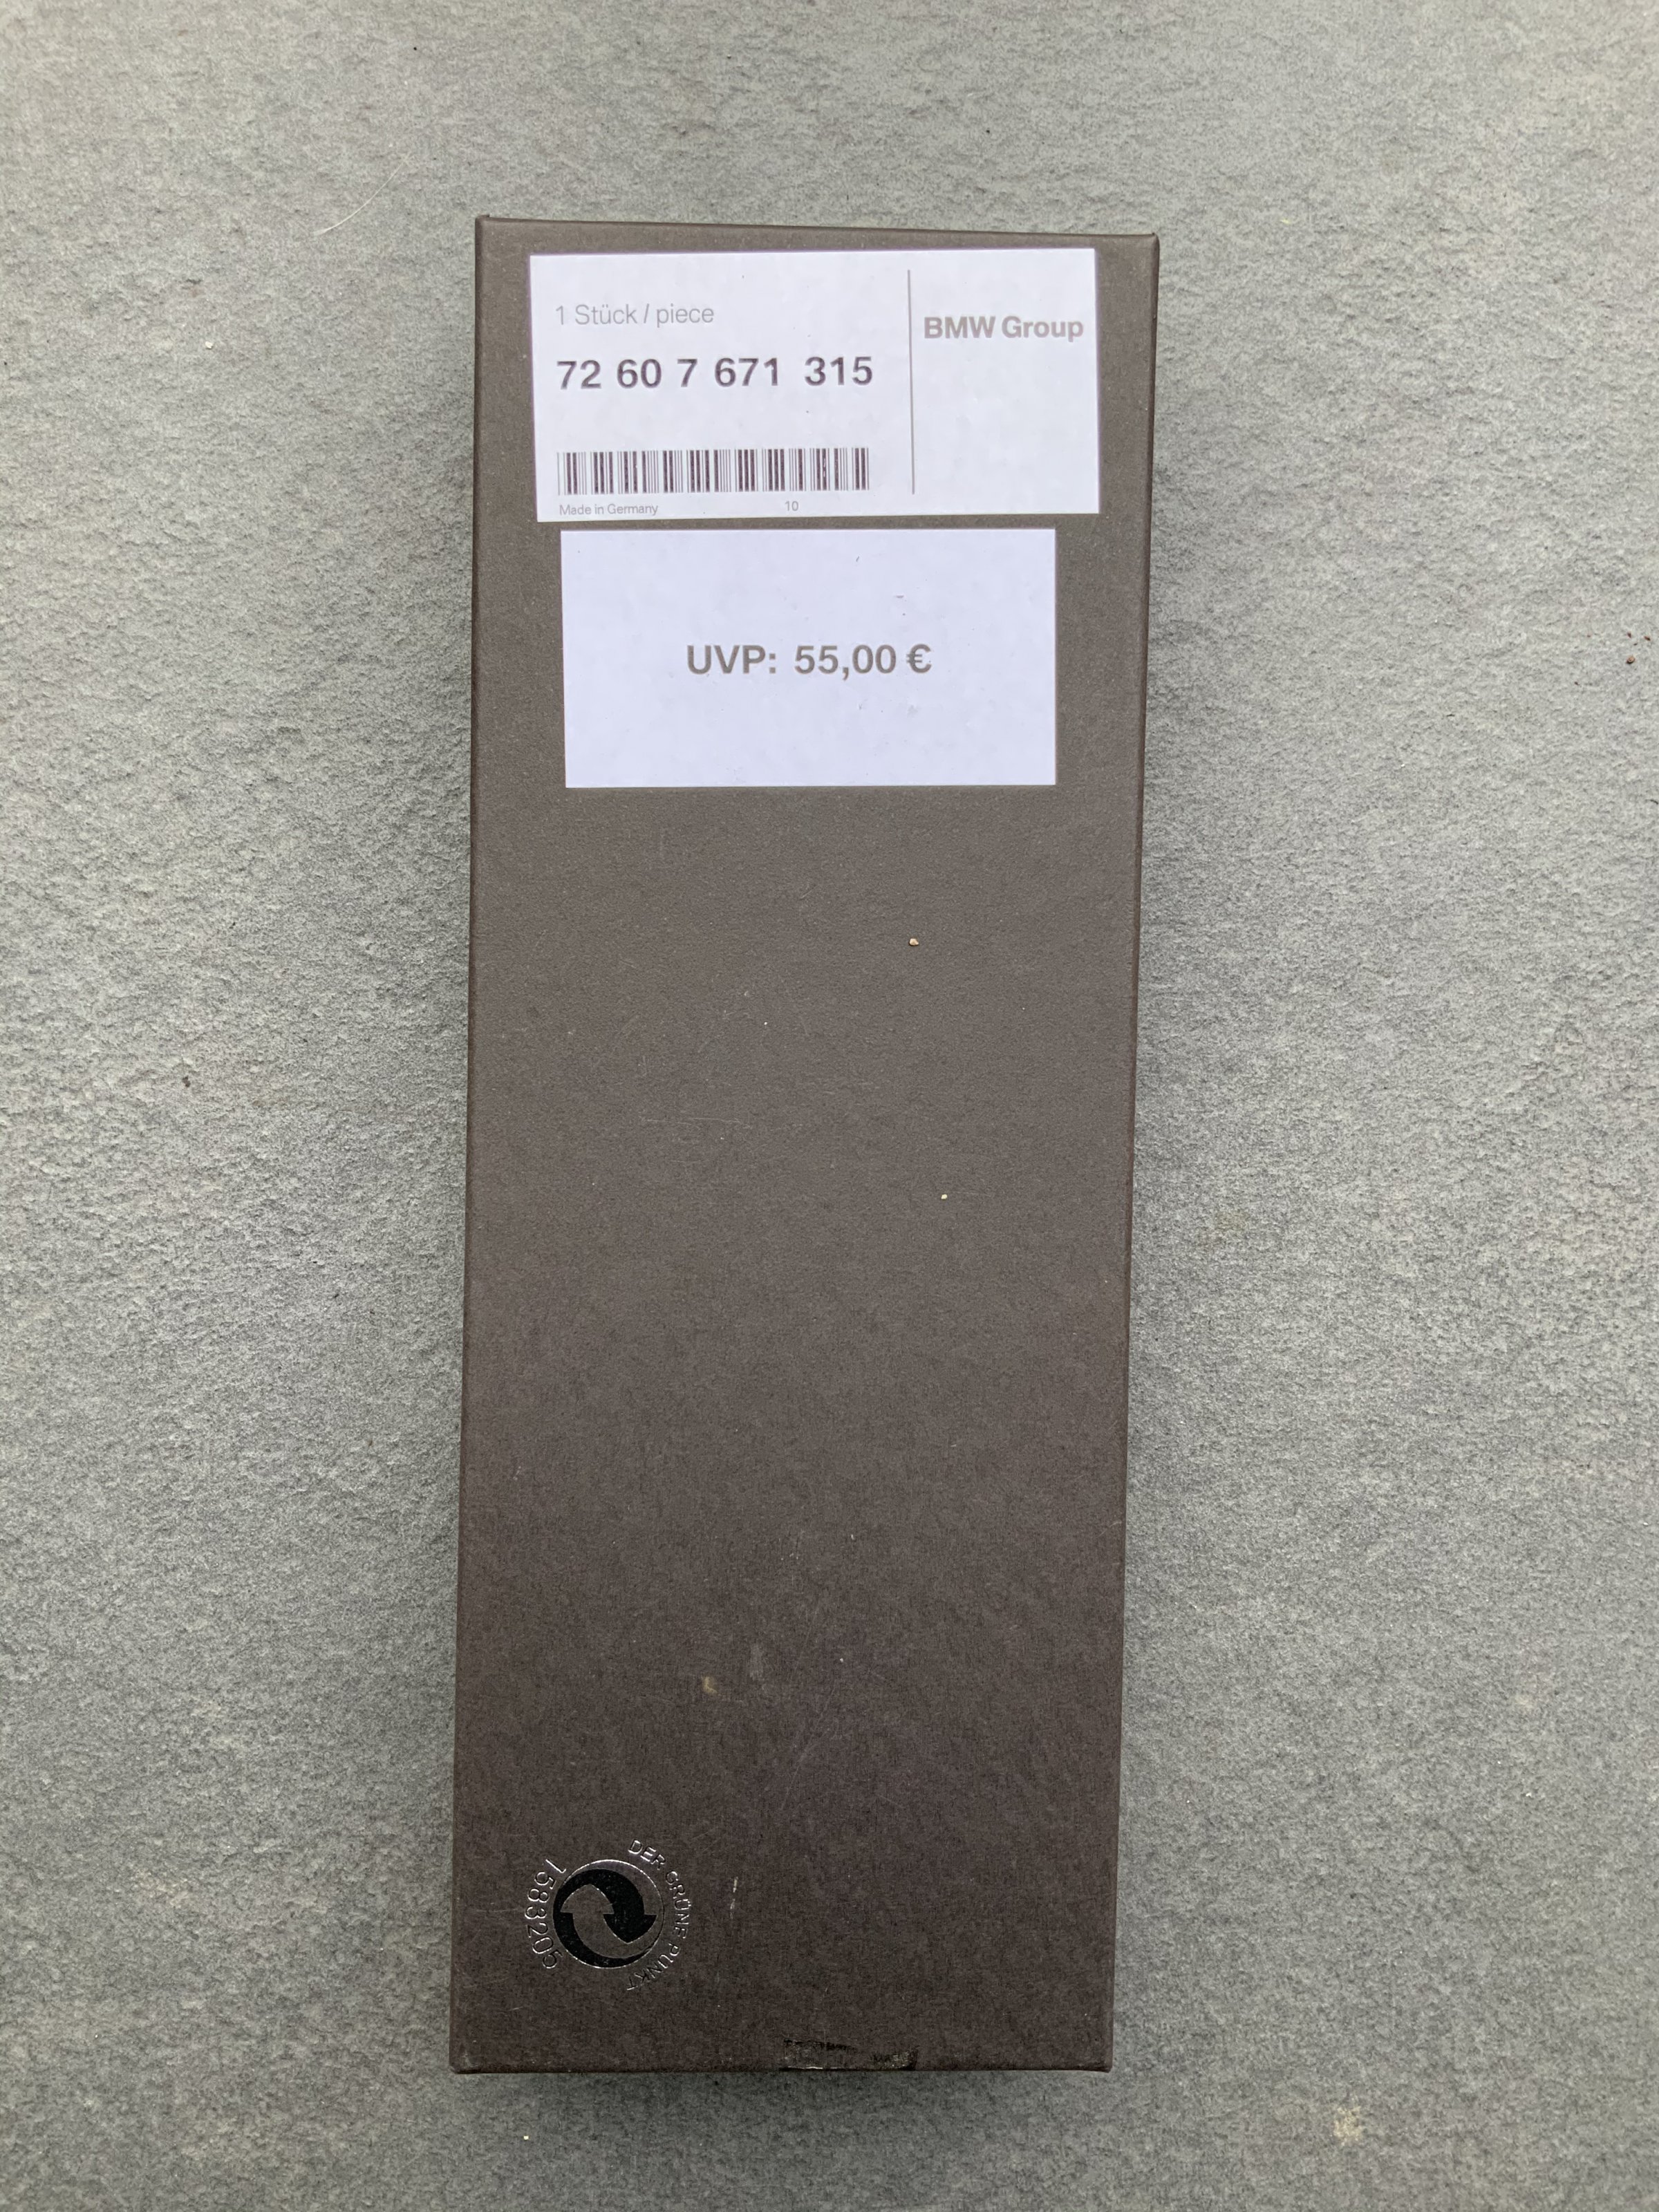 1 Stück / piece
72 60 7 671 315
BMW Group
Made in Germany
10
UVP: 55,00 €
DER GRÜNE PUNKT
1583205